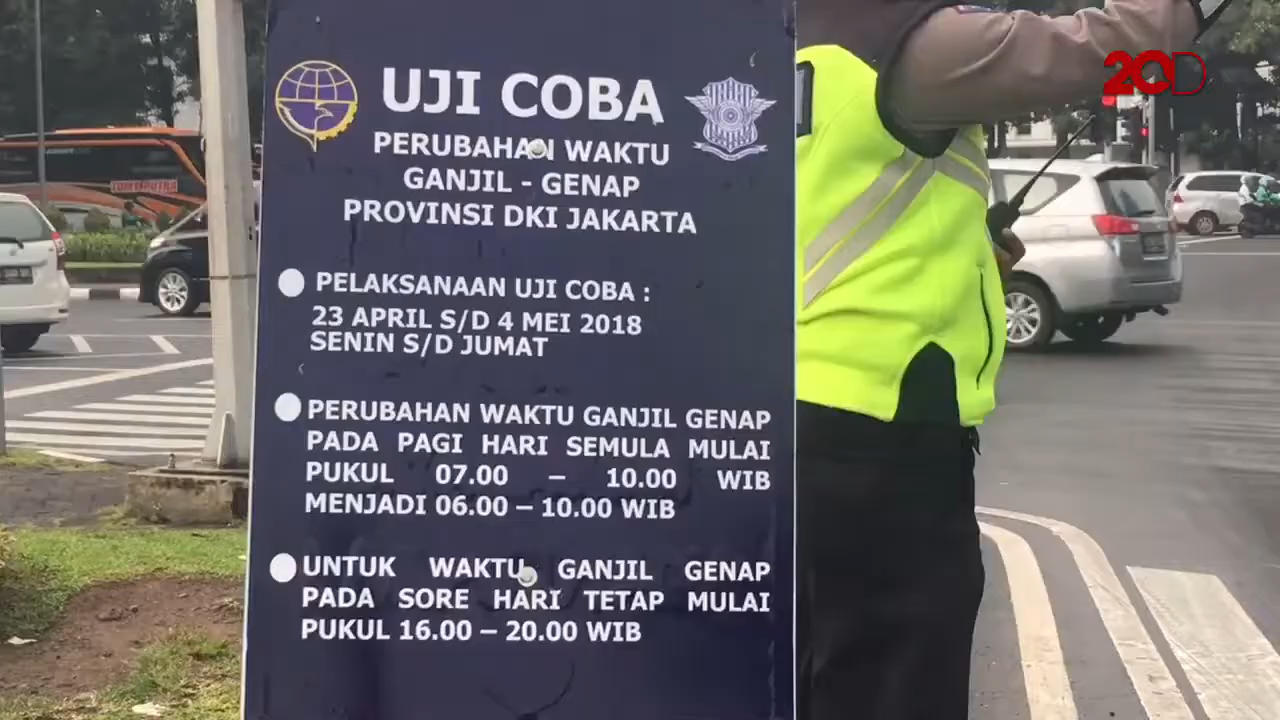 UJI COBA
PERUBAHAN WAKTU
GANJIL - GENAP
PROVINSI DKI JAKARTA
PELAKSANAAN UJI COBA :
23 APRIL S/D 4 MEI 2018
SENIN S/D JUMAT
PERUBAHAN WAKTU GANJIL GENAP
PADA PAGI HARI SEMULA MULAI
PUKUL 07.00 – 10.00 WIB
MENJADI 06.00 – 10.00 WIB
UNTUK WAKTU GANJIL GENAP
PADA SORE HARI TETAP MULAI
PUKUL 16.00 – 20.00 WIB
20D